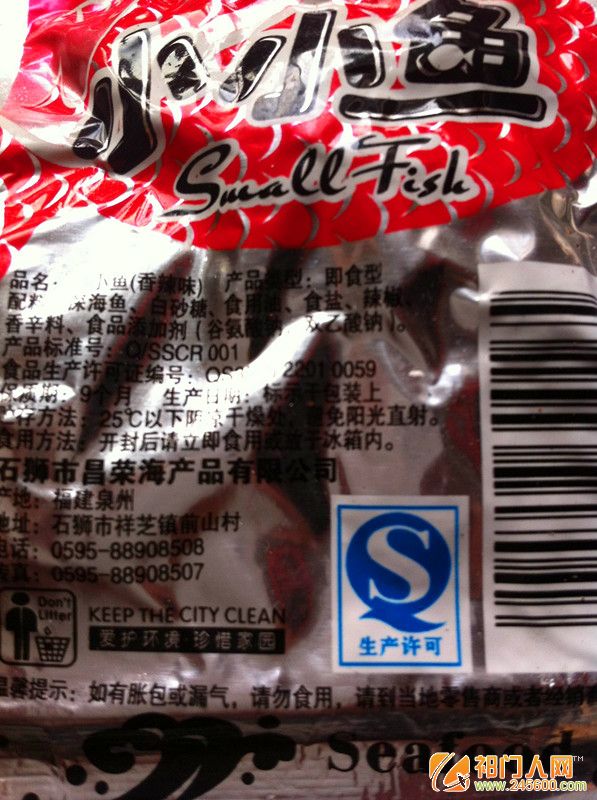 小小鱼
Small Fish
品名: 小鱼(香辣味) 产品类型: 即食型
配料: 深海鱼、白砂糖、食用油、食盐、辣椒、
香辛料、食品添加剂(谷氨酸钠、双乙酸钠)。
产品标准号: Q/SSCR 001
食品生产许可证编号: QS 2201 0059
保质期: 9个月 生产日期: 标示于包装上
贮存方法: 25℃以下阴凉干燥处, 避免阳光直射。
食用方法: 开封后请立即食用或放于冰箱内。
石狮市昌荣海产品有限公司
产地: 福建泉州
地址: 石狮市祥芝镇前山村
电话: 0595-88908508
传真: 0595-88908507
Don't
Litter
KEEP THE CITY CLEAN
爱护环境·珍惜家园
QS
生产许可
温馨提示: 如有胀包或漏气, 请勿食用, 请到当地零售商或者经销
Seafood
祁门人网™
www.245600.com